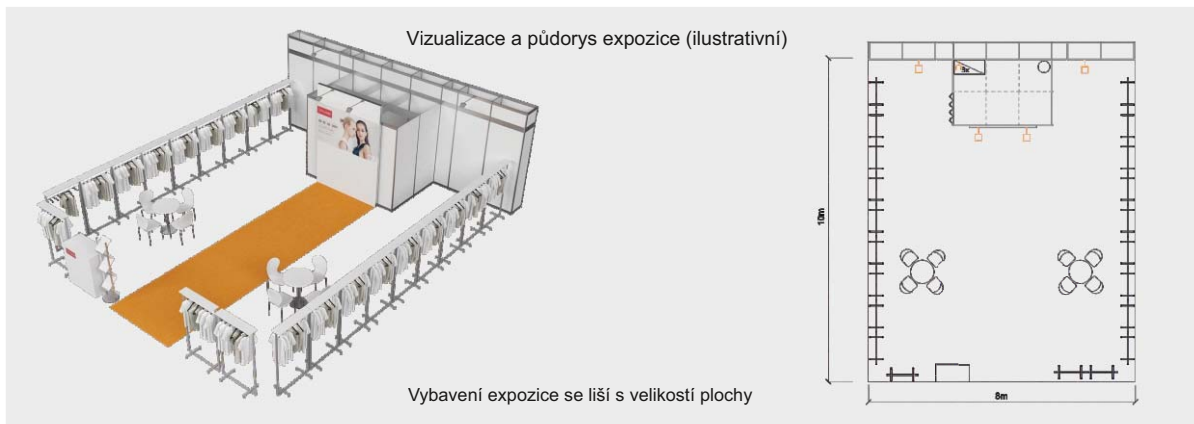 Vizualizace a půdorys expozice (ilustrativní)
10m
8m
Vybavení expozice se liší s velikostí plochy